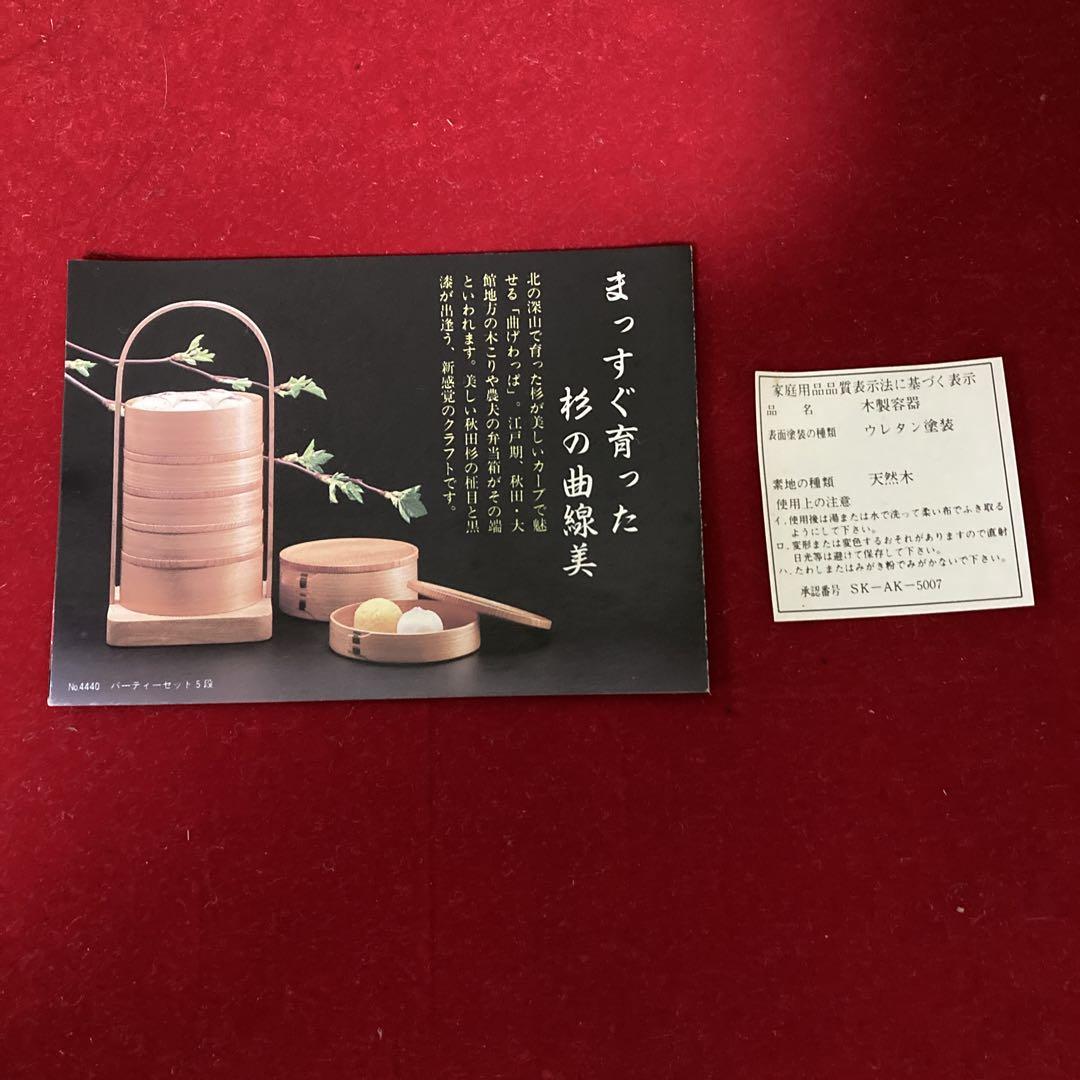 まっすぐ育った
杉の曲線美
北の深山で育った杉が美しいカーブで魅
せる「曲げわっぱ」。江戸期、秋田・大
館地方の木こりや農夫の弁当箱がその端
といわれます。美しい秋田杉の柾目と黒
漆が出逢う、新感覚のクラフトです。
No.4440 パーティーセット5段
家庭用品品質表示法に基づく表示
品名 木製容器
表面塗装の種類 ウレタン塗装
素地の種類 天然木
使用上の注意
イ.使用後は湯または水で洗って柔い布でふき取る
ようにして下さい。
ロ.変形または変色するおそれがありますので直射
日光等は避けて保存して下さい。
ハ.たわしまたはみがき粉でみがかないで下さい。
承認番号 SK-AK-5007